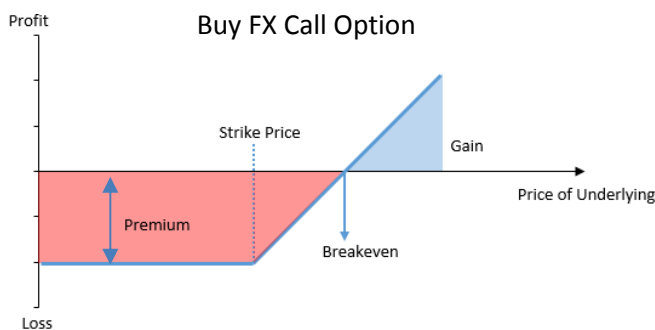 Profit
Buy FX Call Option
Strike Price
Gain
Price of Underlying
Premium
Breakeven
Loss